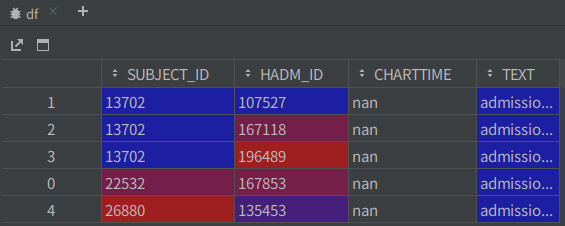 df
SUBJECT_ID HADM_ID CHARTTIME TEXT
1 13702 107527 nan admissio...
2 13702 167118 nan admissio...
3 13702 196489 nan admissio...
0 22532 167853 nan admissio...
4 26880 135453 nan admissio...